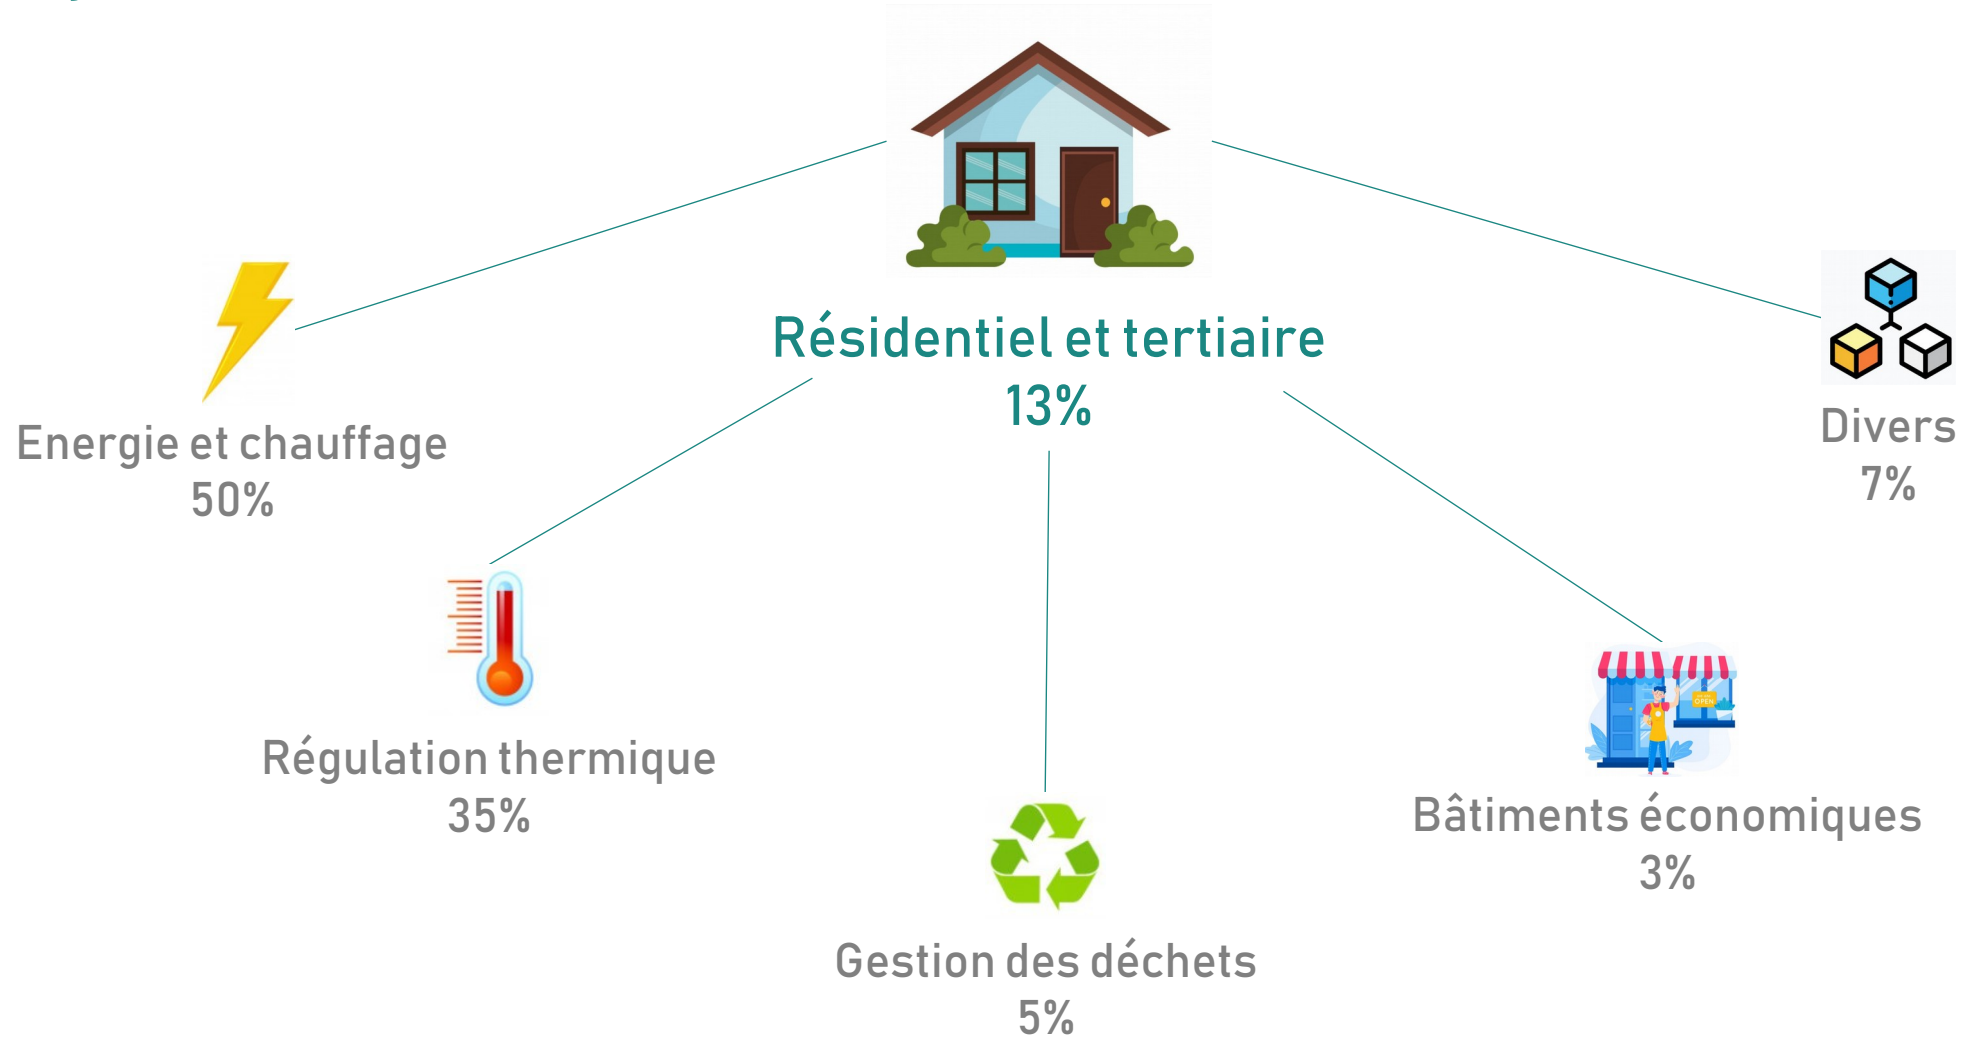 Résidentiel et tertiaire
13%
Energie et chauffage
50%
Divers
7%
Régulation thermique
35%
OPEN
Bâtiments économiques
3%
Gestion des déchets
5%